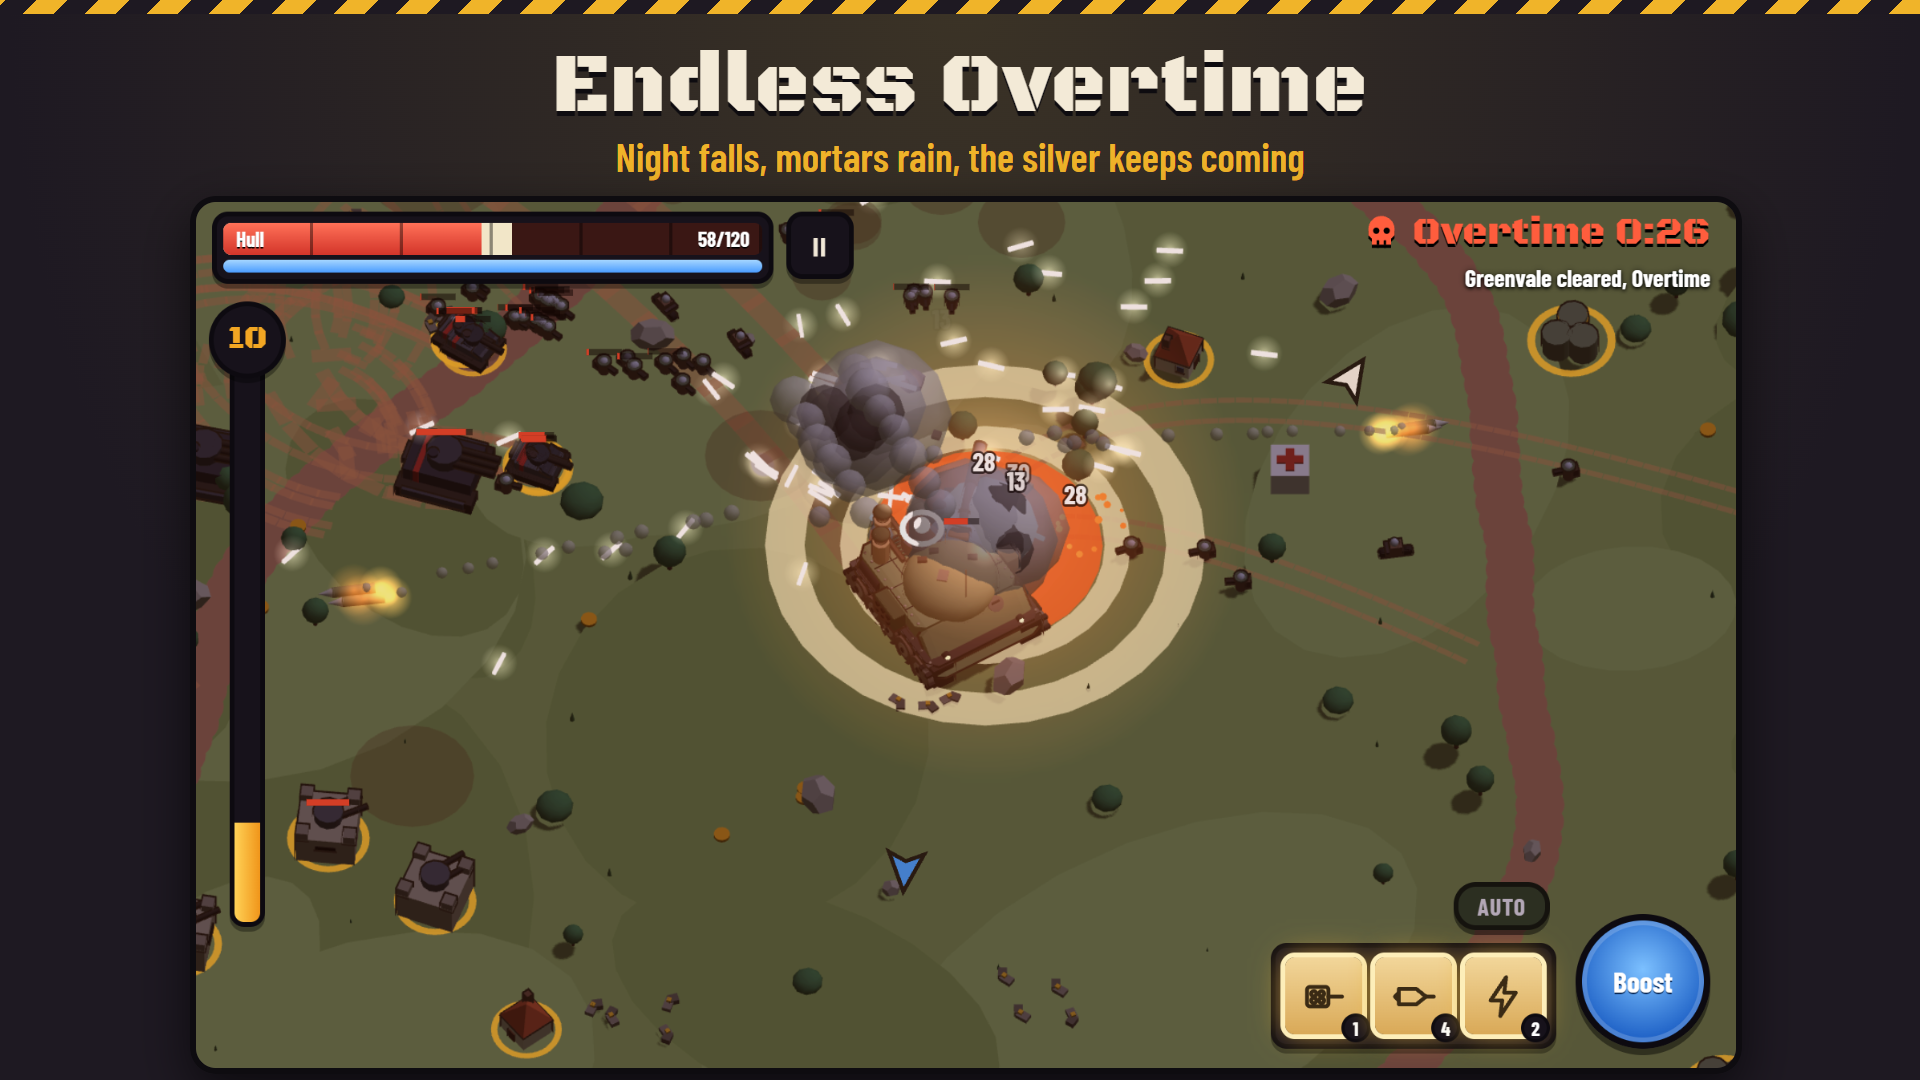 Endless Overtime
Night falls, mortars rain, the silver keeps coming
Hull 58/120
Overtime 0:26
Greenvale cleared, Overtime
10
28
13
28
AUTO
1 4 2
Boost